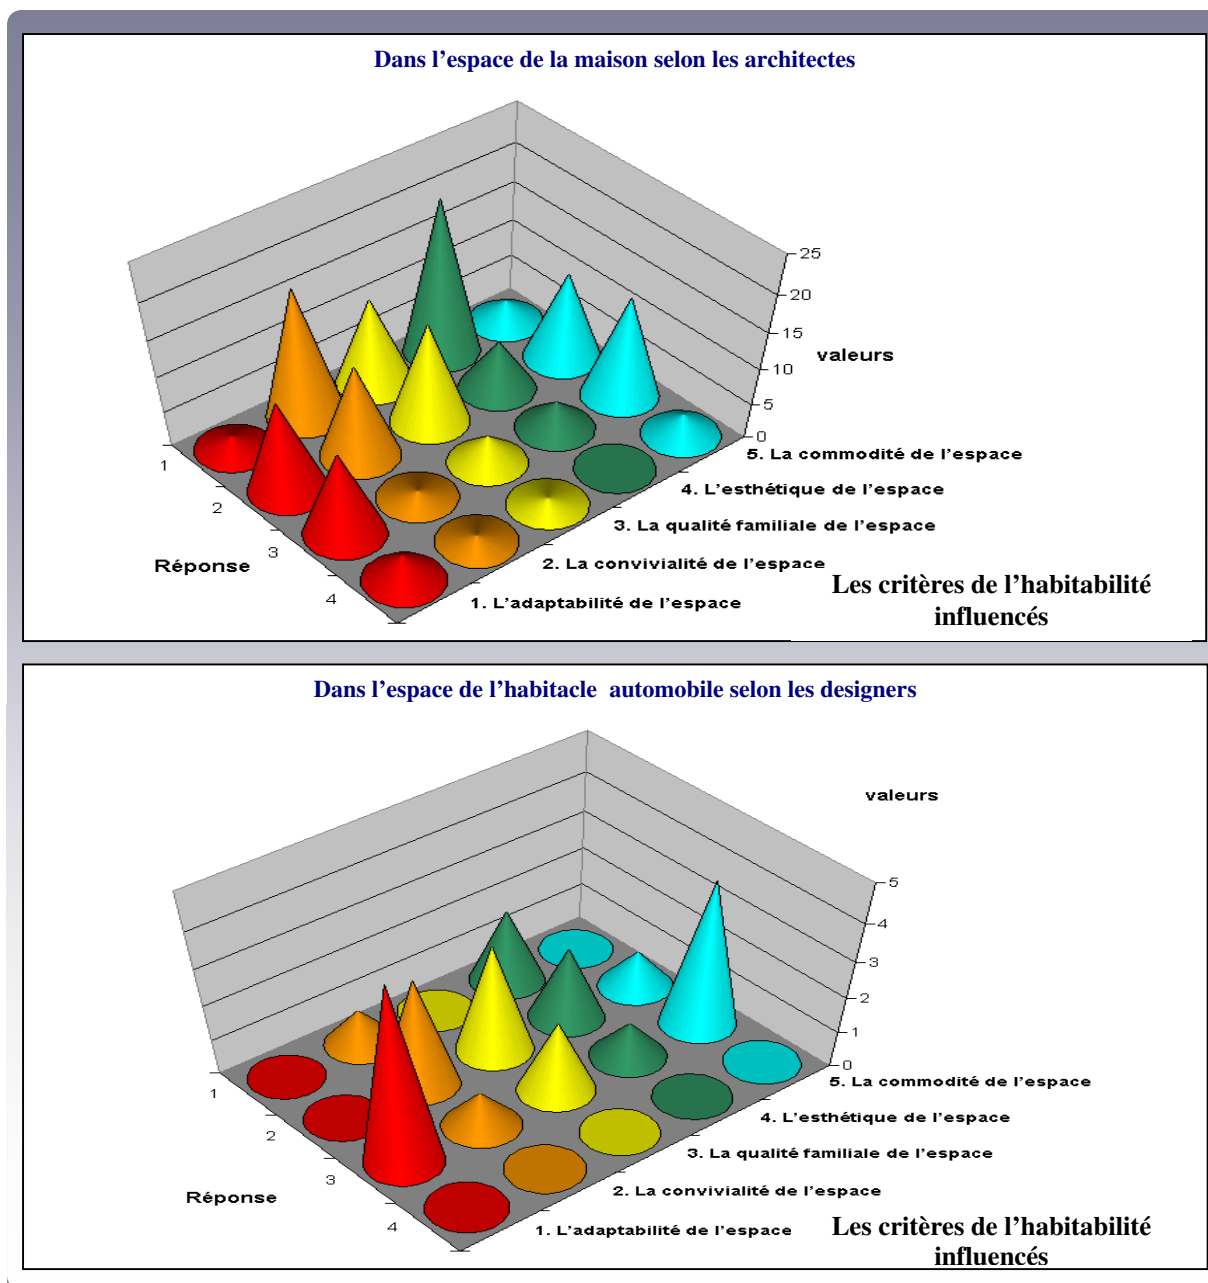 Dans l’espace de la maison selon les architectes
25
20
15
valeurs
10
5
0
5. La commodité de l’espace
1
4. L’esthétique de l’espace
2
3. La qualité familiale de l’espace
3
Réponse
2. La convivialité de l’espace
4
1. L'adaptabilité de l’espace
Les critères de l’habitabilité
influencés
Dans l’espace de l’habitacle  automobile selon les designers
valeurs
5
4
3
2
1
0
5. La commodité de l’espace
1
4. L’esthétique de l’espace
2
3. La qualité familiale de l’espace
3
2. La convivialité de l’espace
Réponse
4
1. L’adaptabilité de l’espace
Les critères de l’habitabilité
influencés